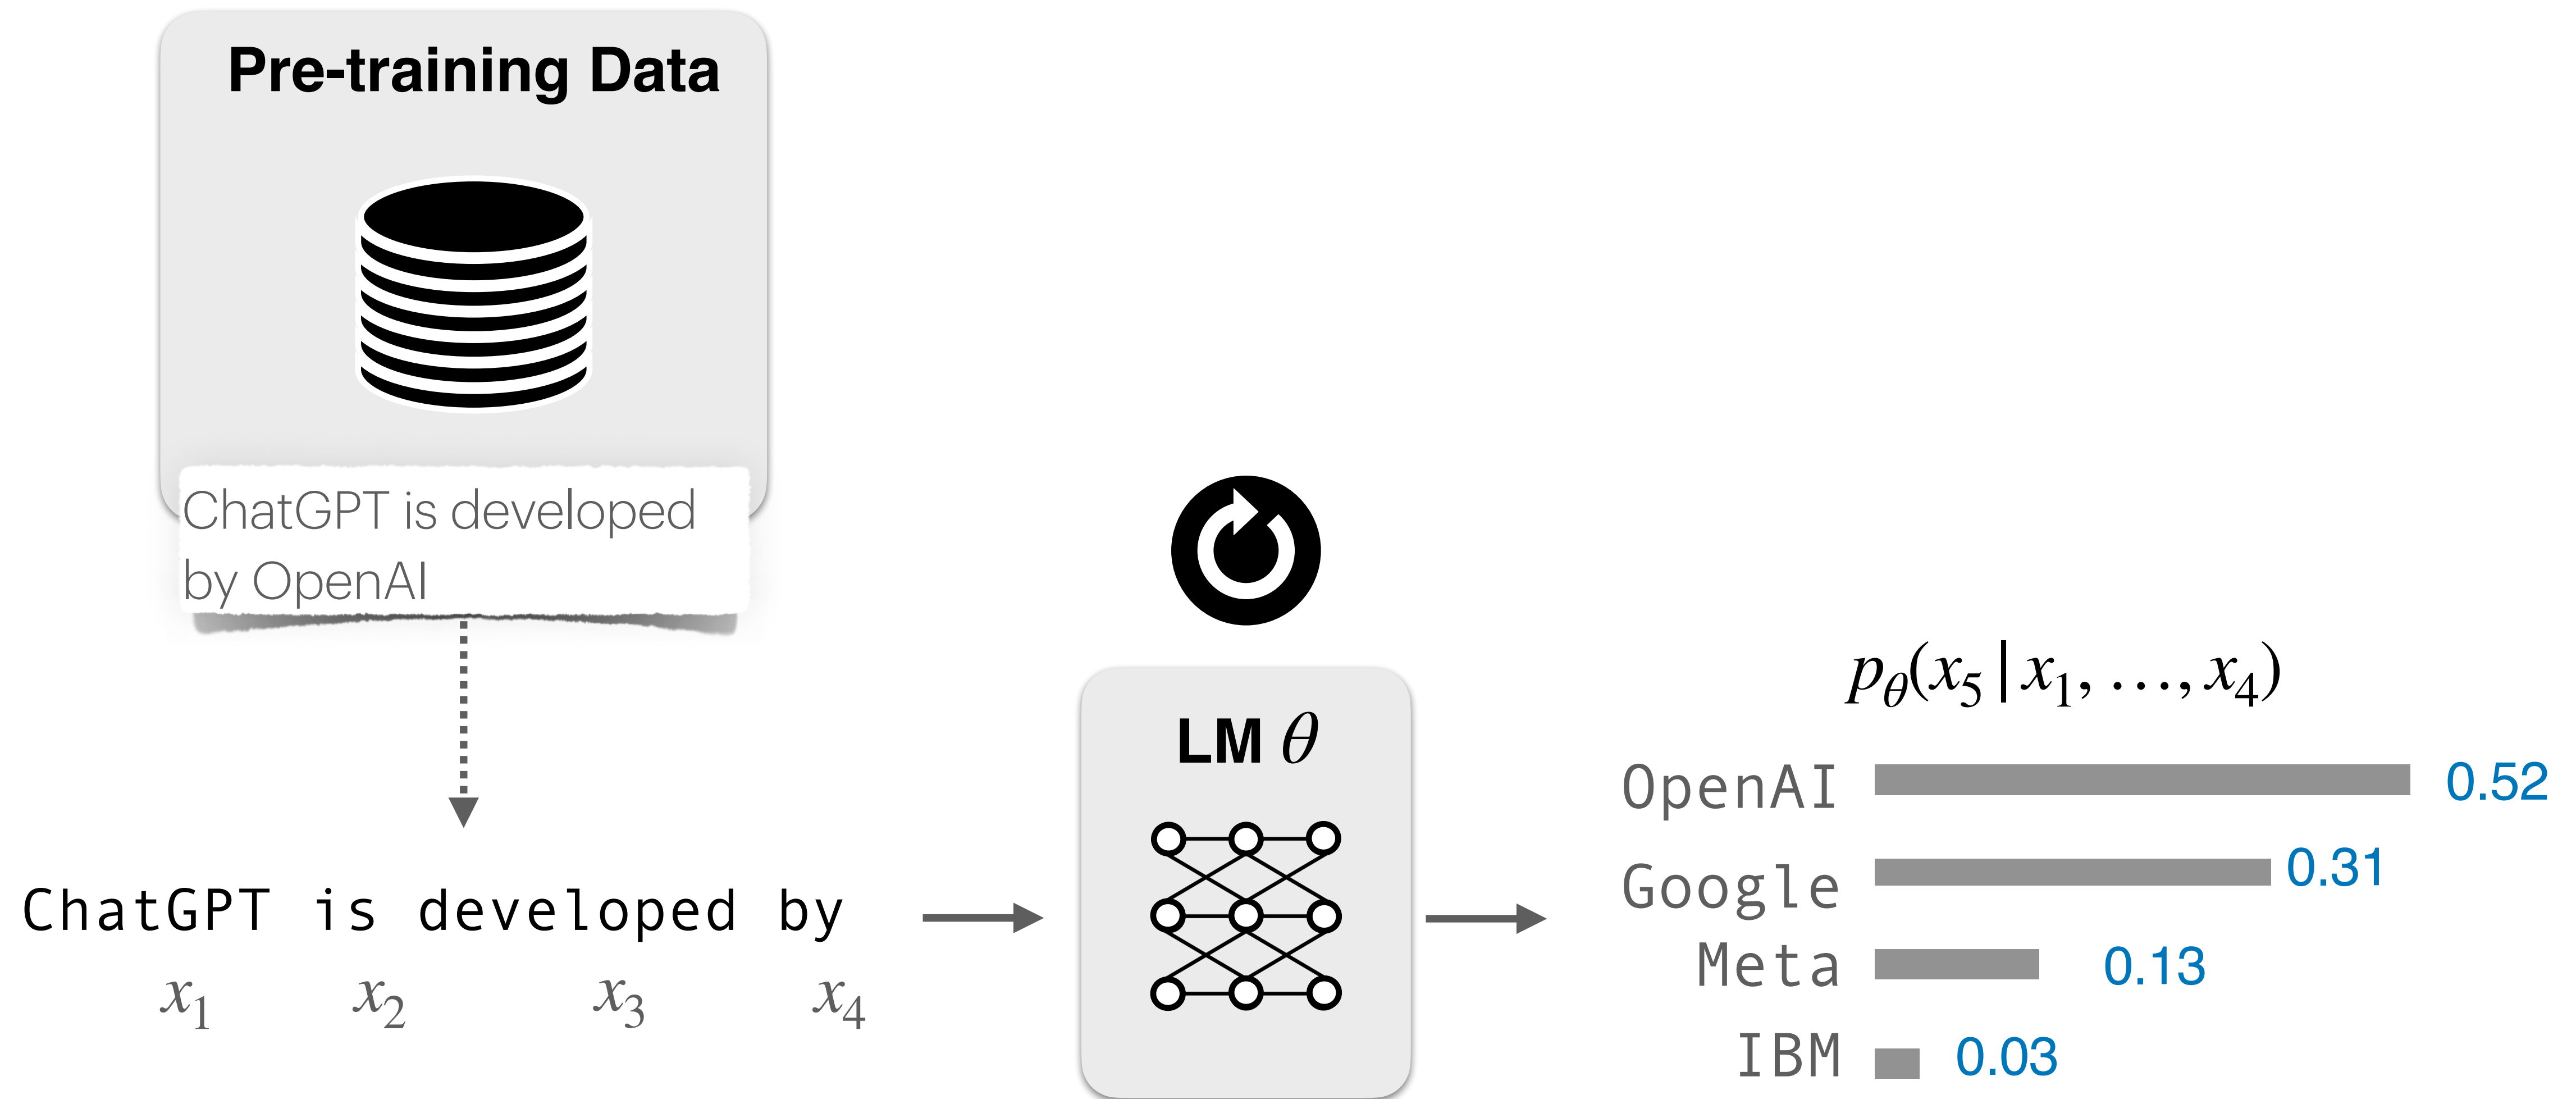 Pre-training Data
ChatGPT is developed
by OpenAI
ChatGPT is developed by
x₁ x₂ x₃ x₄
LM θ
pθ(x₅ | x₁, …, x₄)
OpenAI 0.52
Google 0.31
Meta 0.13
IBM 0.03